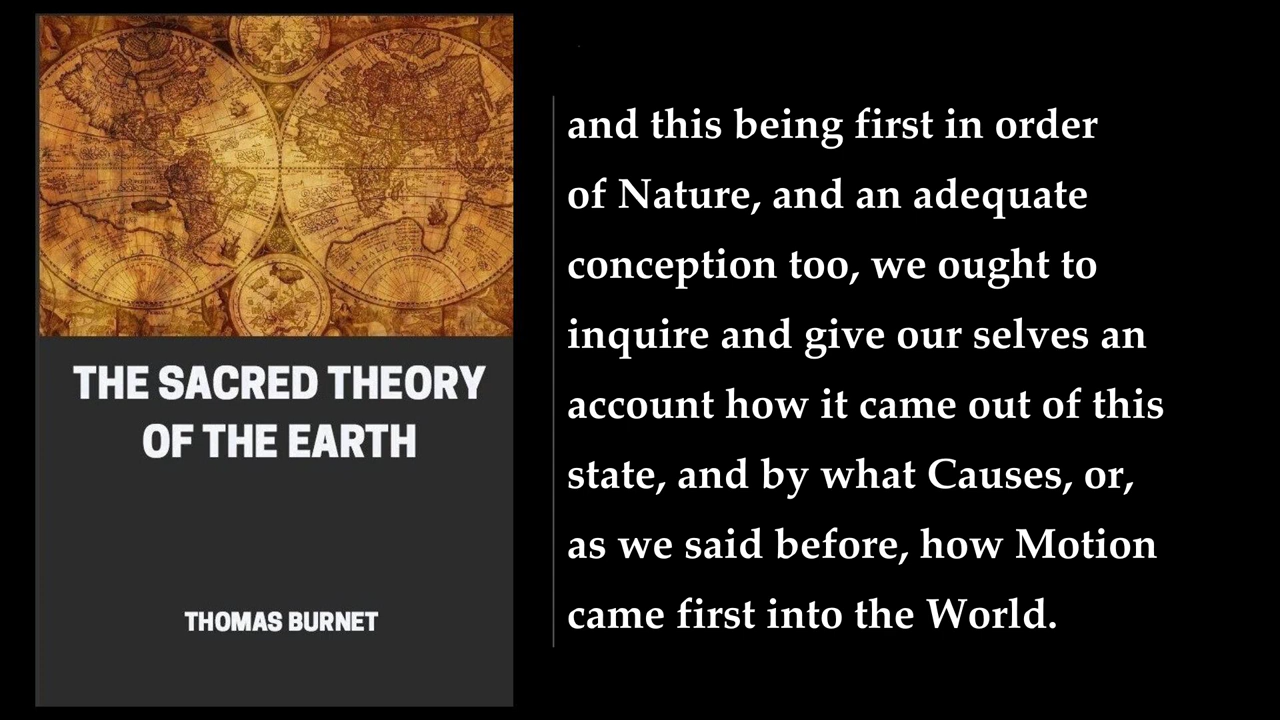 THE SACRED THEORY
OF THE EARTH
THOMAS BURNET
and this being first in order
of Nature, and an adequate
conception too, we ought to
inquire and give our selves an
account how it came out of this
state, and by what Causes, or,
as we said before, how Motion
came first into the World.